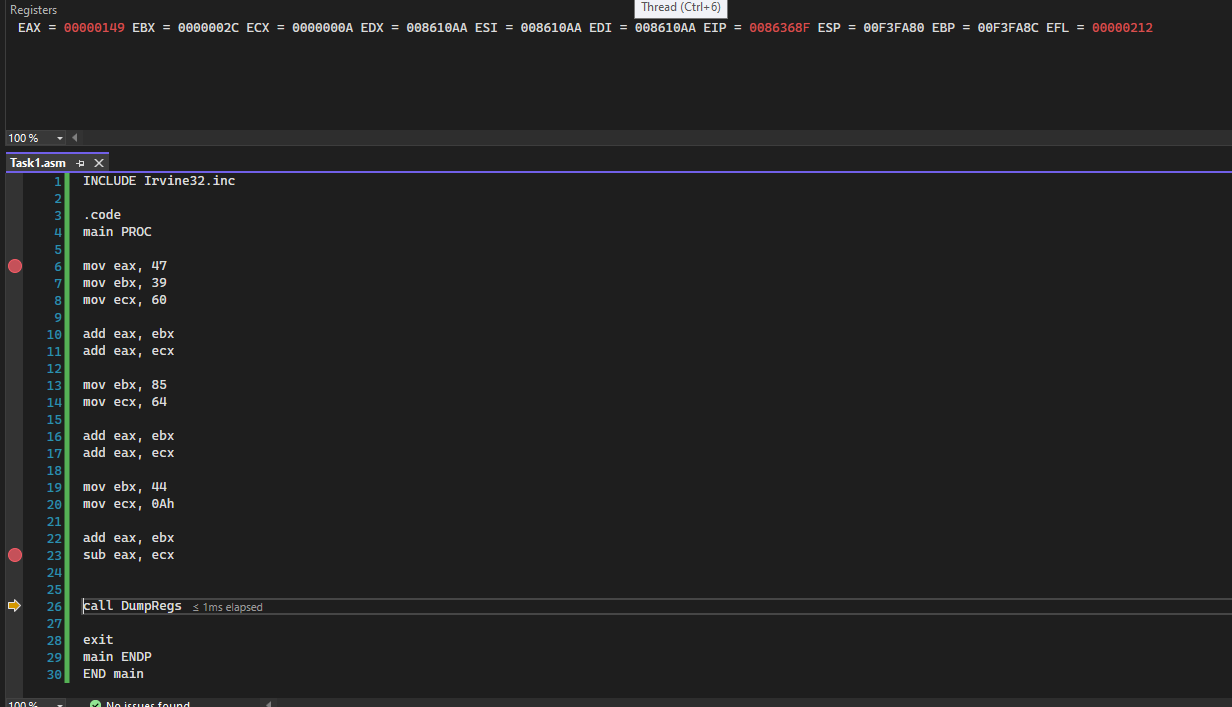 Registers
Thread (Ctrl+6)
EAX = 00000149 EBX = 0000002C ECX = 0000000A EDX = 008610AA ESI = 008610AA EDI = 008610AA EIP = 0086368F ESP = 00F3FA80 EBP = 00F3FA8C EFL = 00000212
100 %
Task1.asm
1 INCLUDE Irvine32.inc
2
3 .code
4 main PROC
5
6 mov eax, 47
7 mov ebx, 39
8 mov ecx, 60
9
10 add eax, ebx
11 add eax, ecx
12
13 mov ebx, 85
14 mov ecx, 64
15
16 add eax, ebx
17 add eax, ecx
18
19 mov ebx, 44
20 mov ecx, 0Ah
21
22 add eax, ebx
23 sub eax, ecx
24
25
26 call DumpRegs ≤ 1ms elapsed
27
28 exit
29 main ENDP
30 END main
100 % No issues found